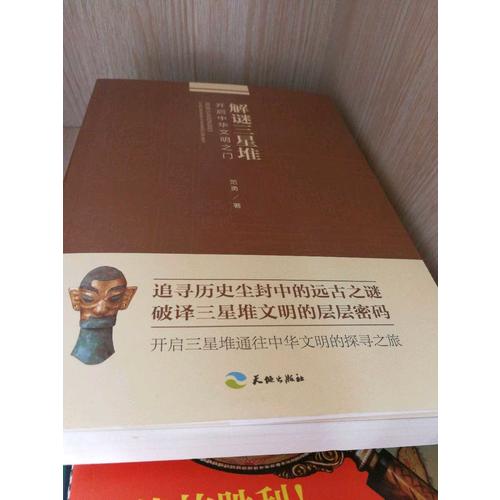 解谜三星堆
开启中华文明之门
范勇／著
追寻历史尘封中的远古之谜
破译三星堆文明的层层密码
开启三星堆通往中华文明的探寻之旅
天地出版社